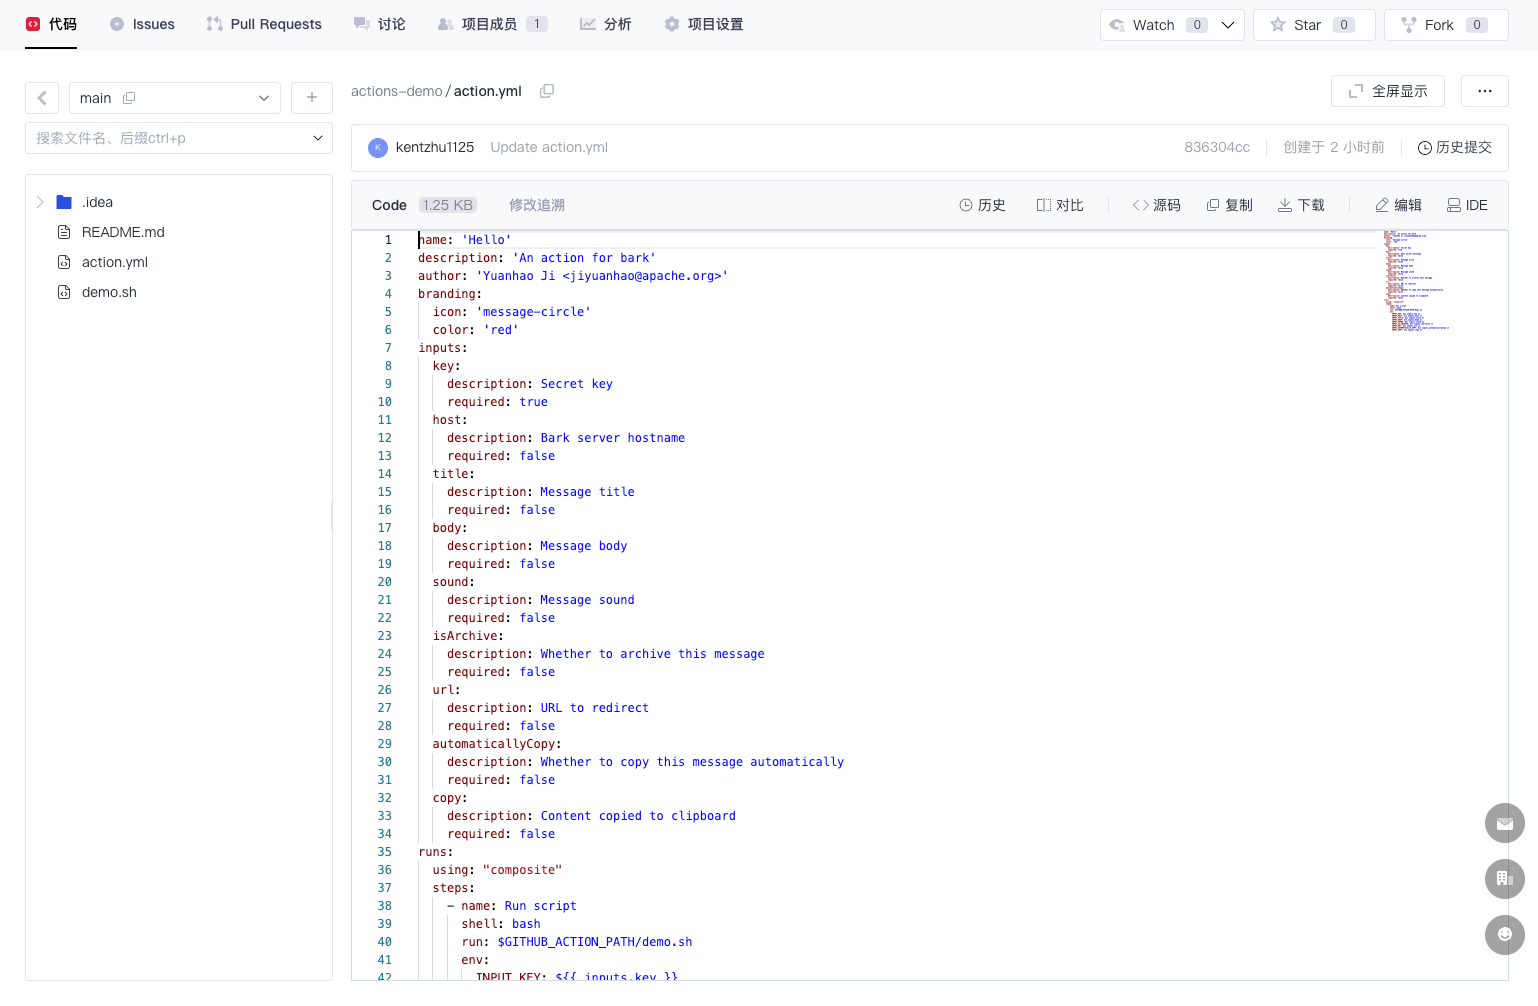 代码 Issues Pull Requests 讨论 项目成员 1 分析 项目设置 Watch 0 Star 0 Fork 0
main
搜索文件名、后缀ctrl+p
.idea
README.md
action.yml
demo.sh
actions-demo/action.yml 全屏显示 ...
K kentzhu1125 Update action.yml 836304cc 创建于 2 小时前 历史提交
Code 1.25 KB 修改追溯 历史 对比 源码 复制 下载 编辑 IDE
1 name: 'Hello'
2 description: 'An action for bark'
3 author: 'Yuanhao Ji <jiyuanhao@apache.org>'
4 branding:
5   icon: 'message-circle'
6   color: 'red'
7 inputs:
8   key:
9     description: Secret key
10     required: true
11   host:
12     description: Bark server hostname
13     required: false
14   title:
15     description: Message title
16     required: false
17   body:
18     description: Message body
19     required: false
20   sound:
21     description: Message sound
22     required: false
23   isArchive:
24     description: Whether to archive this message
25     required: false
26   url:
27     description: URL to redirect
28     required: false
29   automaticallyCopy:
30     description: Whether to copy this message automatically
31     required: false
32   copy:
33     description: Content copied to clipboard
34     required: false
35 runs:
36   using: "composite"
37   steps:
38     - name: Run script
39       shell: bash
40       run: $GITHUB_ACTION_PATH/demo.sh
41       env:
42         INPUT_KEY: ${{ inputs.key }}